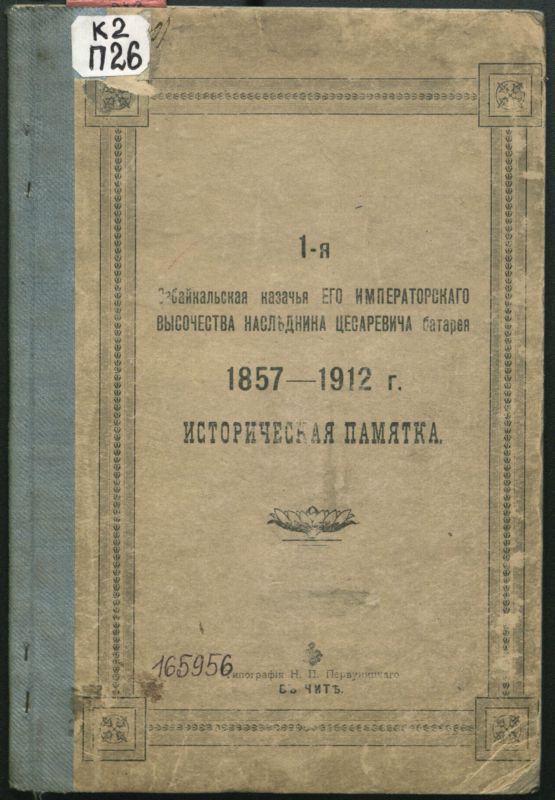 К2
П26
1-я
Забайкальская казачья ЕГО ИМПЕРАТОРСКАГО
ВЫСОЧЕСТВА НАСЛѢДНИКА ЦЕСАРЕВИЧА батарея
1857—1912 г.
ИСТОРИЧЕСКАЯ ПАМЯТКА.
165956
Типографія Н. П. Первуницкаго
ВЪ ЧИТѢ.